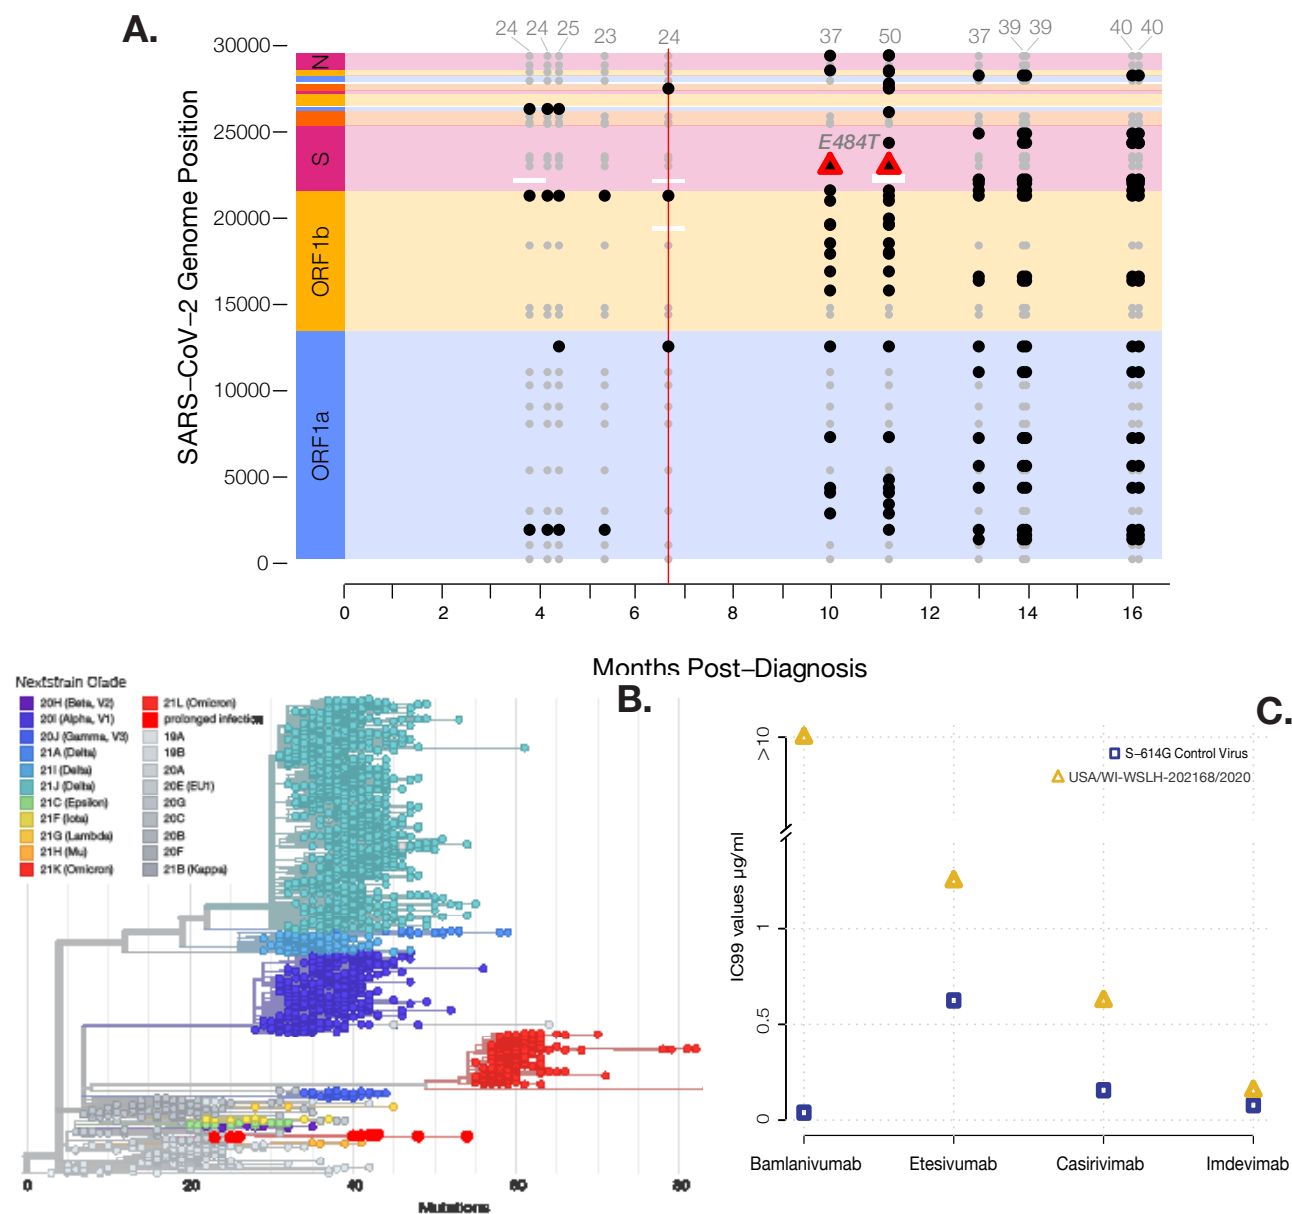 A.
24 24 25 23 24 37 50 37 39 39 40 40
30000
25000
20000
15000
10000
5000
0
SARS-CoV-2 Genome Position
N
S
ORF1b
ORF1a
E484T
0 2 4 6 8 10 12 14 16
Months Post-Diagnosis
B.
Nextstrain Clade
20H (Beta, V2)
20I (Alpha, V1)
20J (Gamma, V3)
21A (Delta)
21I (Delta)
21J (Delta)
21C (Epsilon)
21F (Iota)
21G (Lambda)
21H (Mu)
21K (Omicron)
21L (Omicron)
prolonged infection
19A
19B
20A
20E (EU1)
20G
20C
20B
20F
21B (Kappa)
0 20 40 60 80
Mutations
C.
S-614G Control Virus
USA/WI-WSLH-202168/2020
>10
1
0.5
0
IC99 values µg/ml
Bamlanivumab Etesivumab Casirivimab Imdevimab